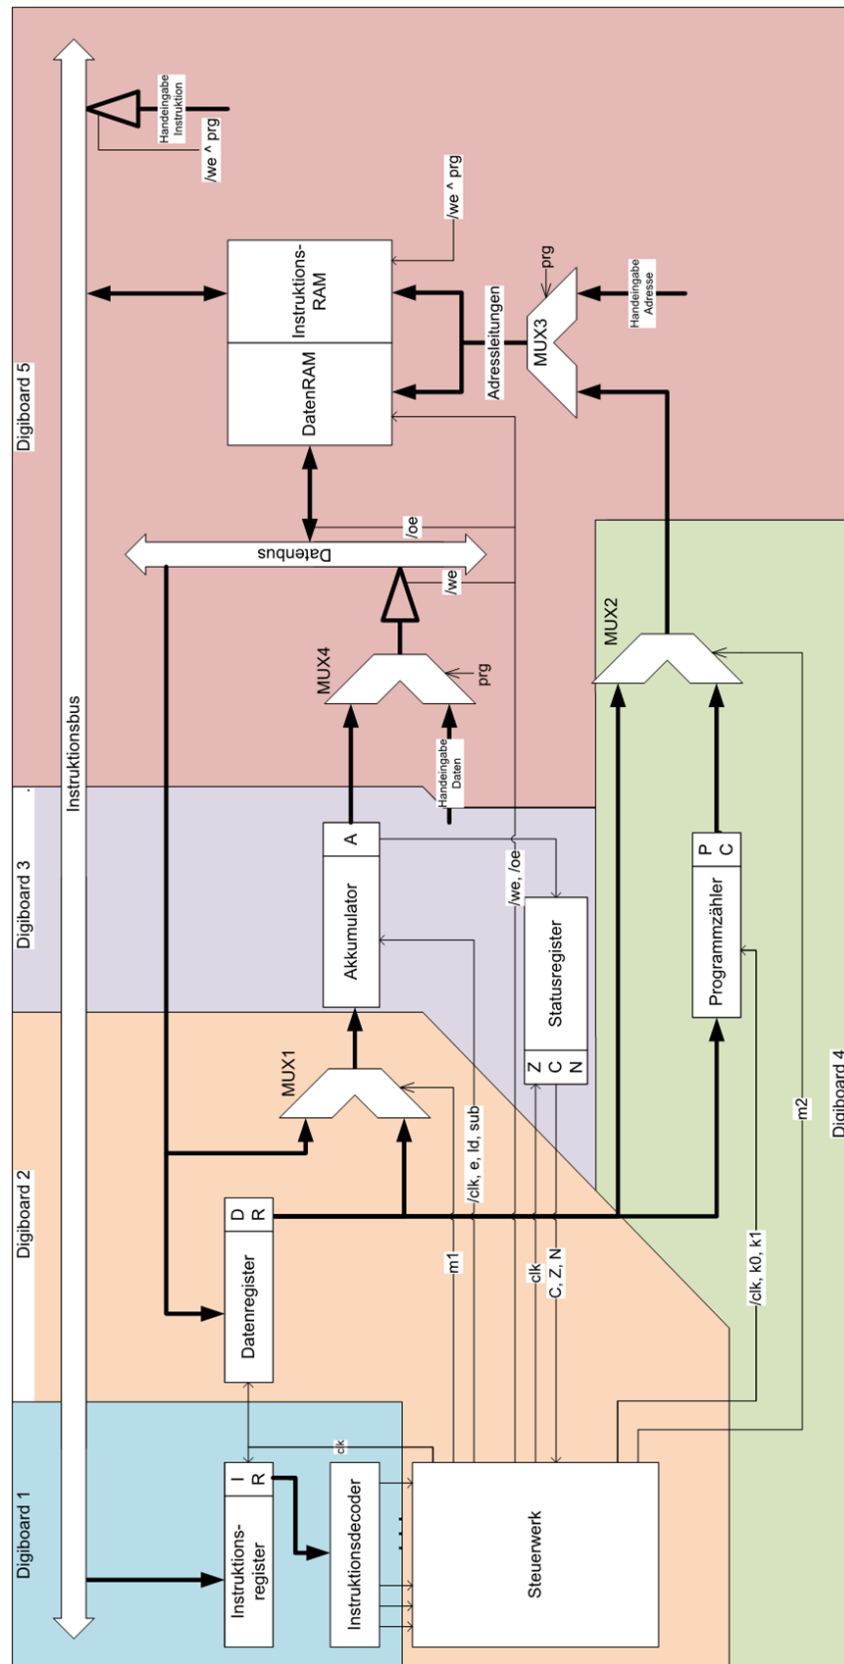 Digiboard 1
Digiboard 2
Digiboard 3
.
Digiboard 5
Instruktionsbus
Handeingabe
Instruktion
/we ^ prg
Instruktions-
register
I
R
Datenregister
D
R
Datenbus
/oe
DatenRAM
Instruktions-
RAM
/we ^ prg
MUX1
Akkumulator
A
MUX4
/we
prg
Handeingabe
Daten
Adressleitungen
MUX3
prg
Handeingabe
Adresse
Instruktionsdecoder
clk
Steuerwerk
m1
/clk, e, ld, sub
/we, /oe
clk
C, Z, N
Z
C
N
Statusregister
MUX2
Programmzähler
P
C
/clk, k0, k1
m2
Digiboard 4